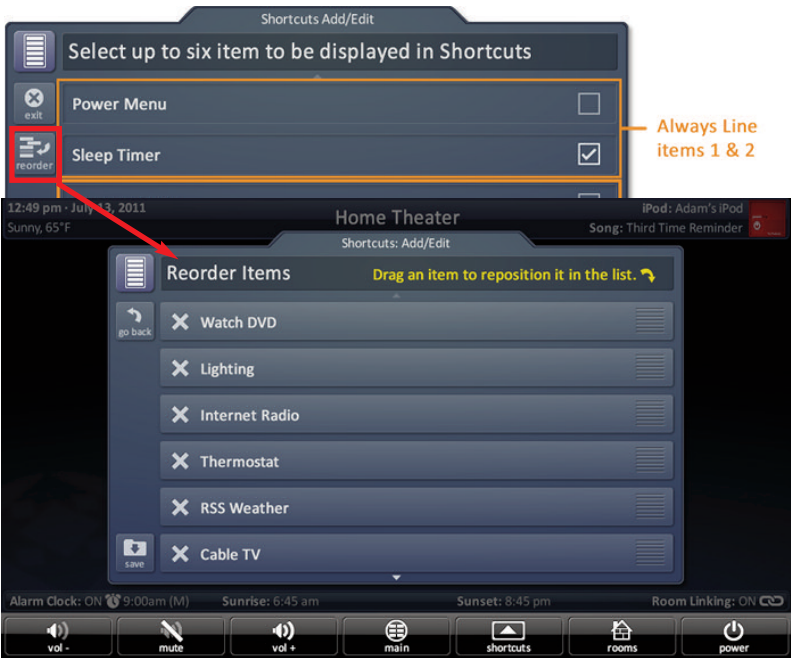 Shortcuts Add/Edit
Select up to six item to be displayed in Shortcuts
exit
Power Menu
Always Line
items 1 & 2
reorder
Sleep Timer
12:49 pm · July 13, 2011
Home Theater
iPod: Adam's iPod
Sunny, 65°F
Song: Third Time Reminder
Shortcuts: Add/Edit
Reorder Items
Drag an item to reposition it in the list.
go back
Watch DVD
Lighting
Internet Radio
Thermostat
RSS Weather
save
Cable TV
Alarm Clock: ON 9:00am (M) Sunrise: 6:45 am Sunset: 8:45 pm Room Linking: ON
vol - mute vol + main shortcuts rooms power